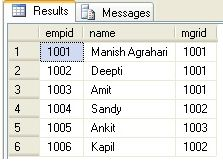 Results Messages
empid name mgrid
1 1001 Manish Agrahari 1001
2 1002 Deepti 1001
3 1003 Amit 1001
4 1004 Sandy 1002
5 1005 Ankit 1003
6 1006 Kapil 1002